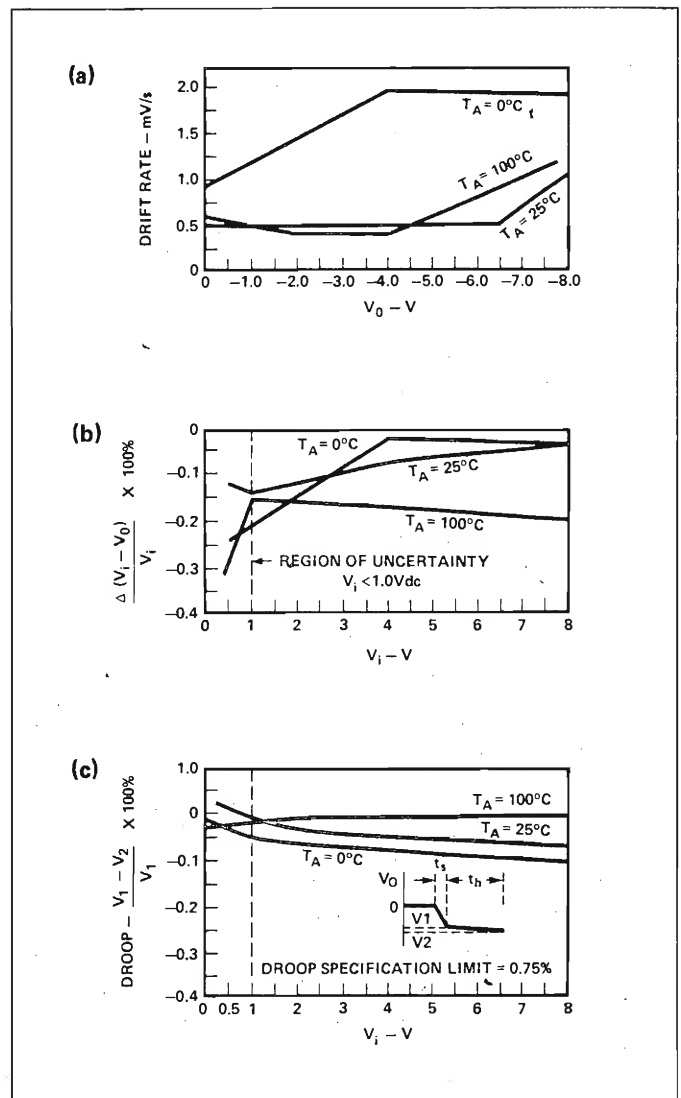 (a)
DRIFT RATE – mV/s
2.0
1.5
1.0
0.5
0
T_A = 0°C
T_A = 100°C
T_A = 25°C
0 –1.0 –2.0 –3.0 –4.0 –5.0 –6.0 –7.0 –8.0
V_0 – V
(b)
Δ (V_i – V_0) / V_i X 100%
0
–0.1
–0.2
–0.3
–0.4
T_A = 0°C
T_A = 25°C
T_A = 100°C
REGION OF UNCERTAINTY
V_i < 1.0Vdc
0 1 2 3 4 5 6 7 8
V_i – V
(c)
DROOP – V_1 – V_2 / V_1 X 100%
1.0
0
–0.1
–0.2
–0.3
–0.4
T_A = 100°C
T_A = 25°C
T_A = 0°C
t_s
V_O t_h
0
V1
V2
DROOP SPECIFICATION LIMIT = 0.75%
0 0.5 1 2 3 4 5 6 7 8
V_i – V